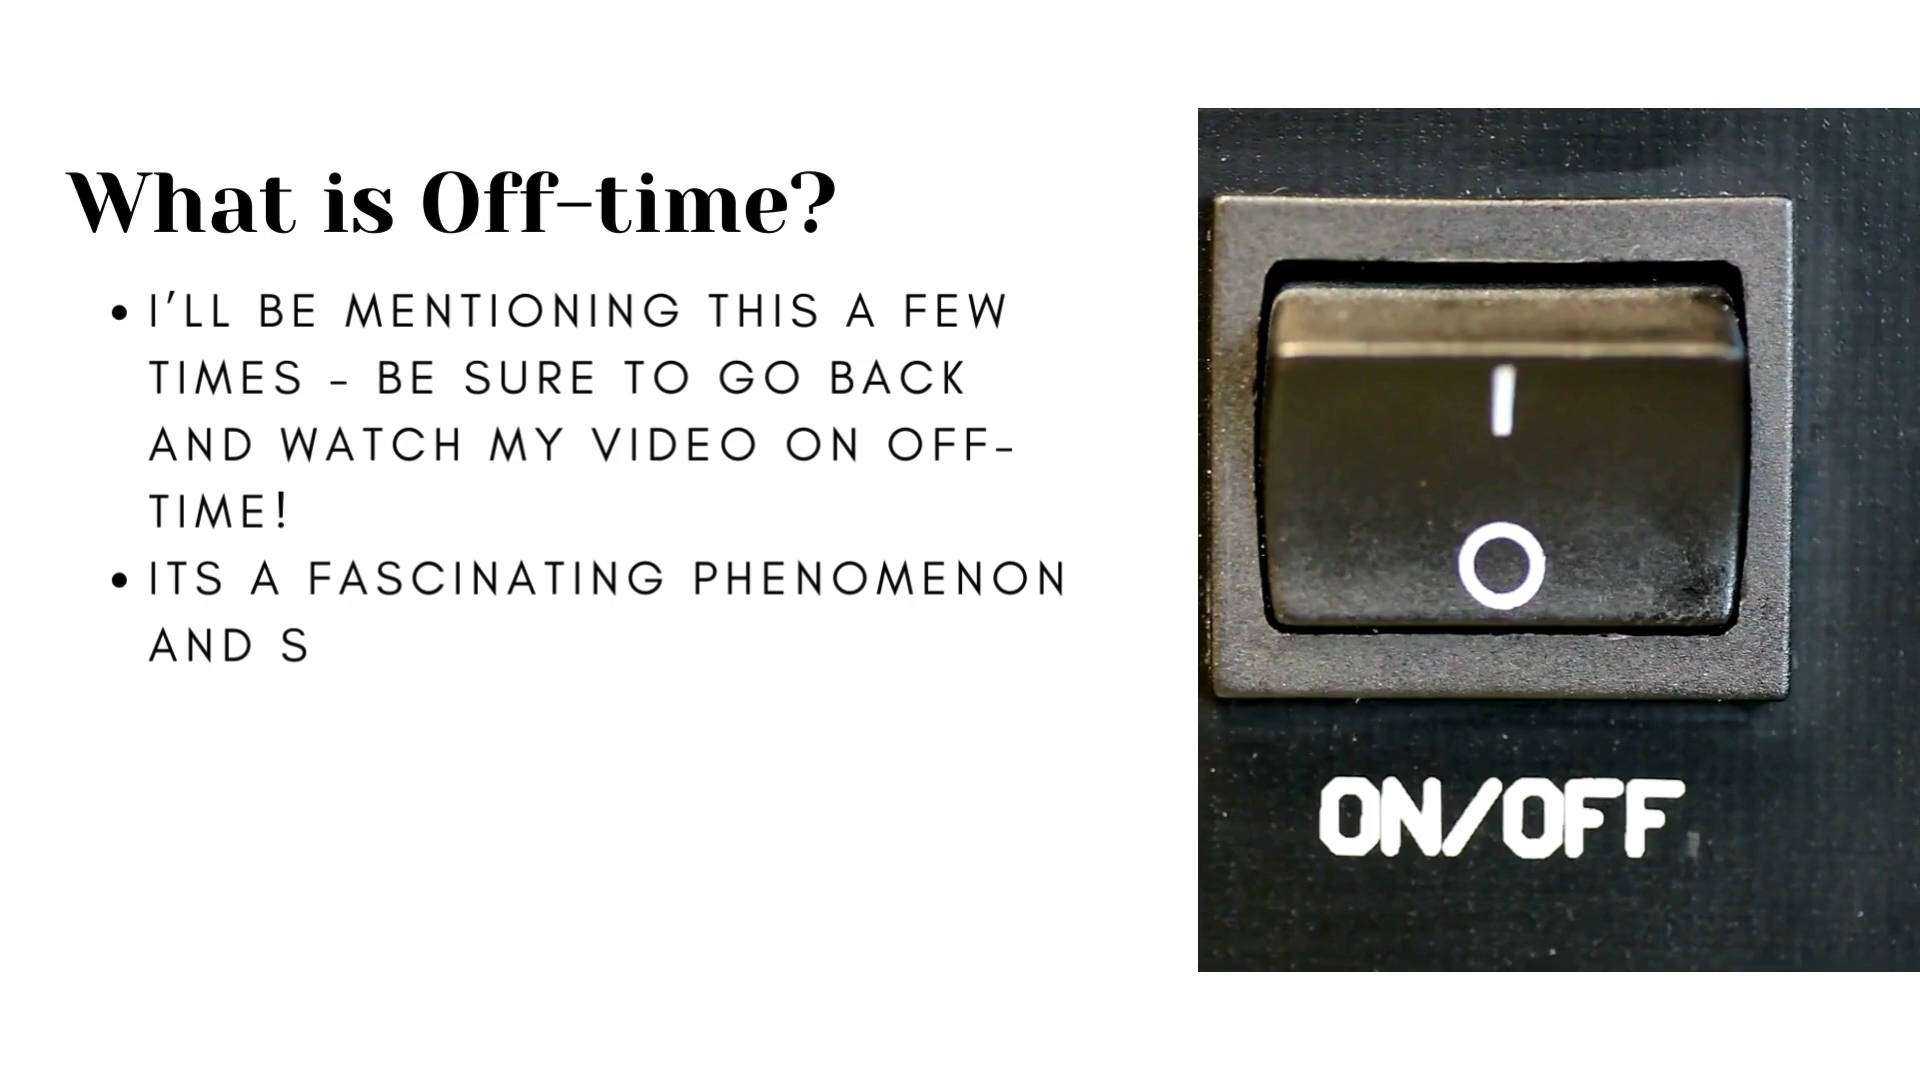 What is Off-time?
• I’LL BE MENTIONING THIS A FEW
TIMES - BE SURE TO GO BACK
AND WATCH MY VIDEO ON OFF-
TIME!
• ITS A FASCINATING PHENOMENON
AND S
I
O
ON/OFF